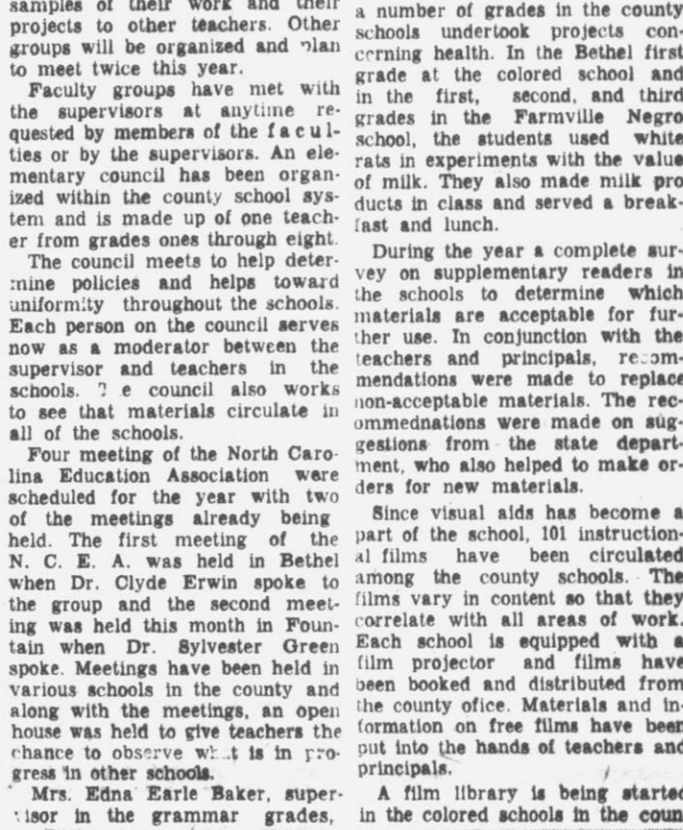 samples of their work and their
projects to other teachers. Other
groups will be organized and plan
to meet twice this year.
Faculty groups have met with
the supervisors at anytime re-
quested by members of the facul-
ties or by the supervisors. An ele-
mentary council has been organ-
ized within the county school sys-
tem and is made up of one teach-
er from grades ones through eight.
The council meets to help deter-
mine policies and helps toward
uniformity throughout the schools.
Each person on the council serves
now as a moderator between the
supervisor and teachers in the
schools. The council also works
to see that materials circulate in
all of the schools.
Four meeting of the North Caro-
lina Education Association were
scheduled for the year with two
of the meetings already being
held. The first meeting of the
N. C. E. A. was held in Bethel
when Dr. Clyde Erwin spoke to
the group and the second meet-
ing was held this month in Foun-
tain when Dr. Sylvester Green
spoke. Meetings have been held in
various schools in the county and
along with the meetings, an open
house was held to give teachers the
chance to observe what is in pro-
gress in other schools.
Mrs. Edna Earle Baker, super-
visor in the grammar grades,
a number of grades in the county
schools undertook projects con-
cerning health. In the Bethel first
grade at the colored school and
in the first, second, and third
grades in the Farmville Negro
school, the students used white
rats in experiments with the value
of milk. They also made milk pro
ducts in class and served a break-
fast and lunch.
During the year a complete sur-
vey on supplementary readers in
the schools to determine which
materials are acceptable for fur-
ther use. In conjunction with the
teachers and principals, recom-
mendations were made to replace
non-acceptable materials. The rec-
ommednations were made on sug-
gestions from the state depart-
ment, who also helped to make or-
ders for new materials.
Since visual aids has become a
part of the school, 101 instruction-
al films have been circulated
among the county schools. The
films vary in content so that they
correlate with all areas of work.
Each school is equipped with a
film projector and films have
been booked and distributed from
the county ofice. Materials and in-
formation on free films have been
put into the hands of teachers and
principals.
A film library is being started
in the colored schools in the coun